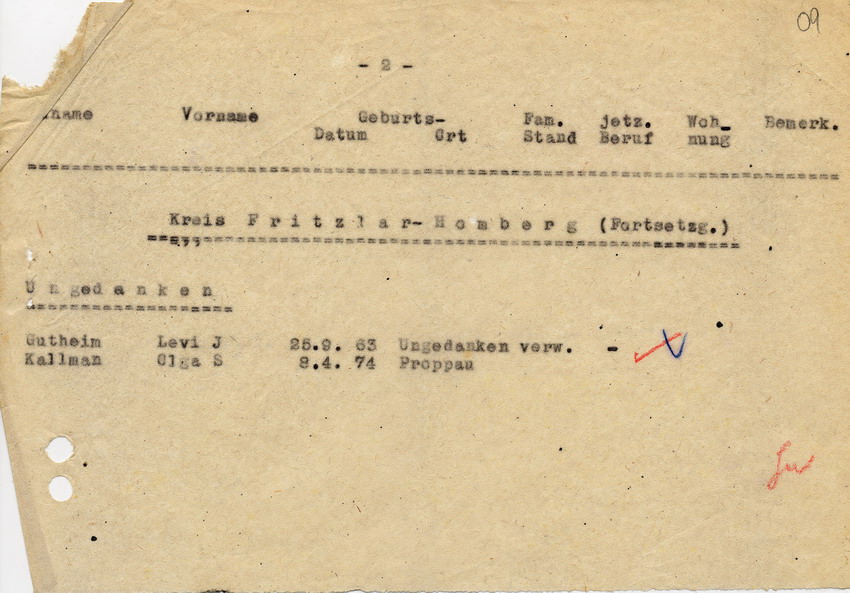 09
- 2 -
name Vorname Geburts- Fam. jetz. Woh_ Bemerk.
Datum Ort Stand Beruf nung
Kreis F r i t z l a r - H o m b e r g (Fortsetzg.)
U n g e d a n k e n
Gutheim Levi J 25.9. 63 Ungedanken verw. -
Kallman Olga S 8.4. 74 Proppau